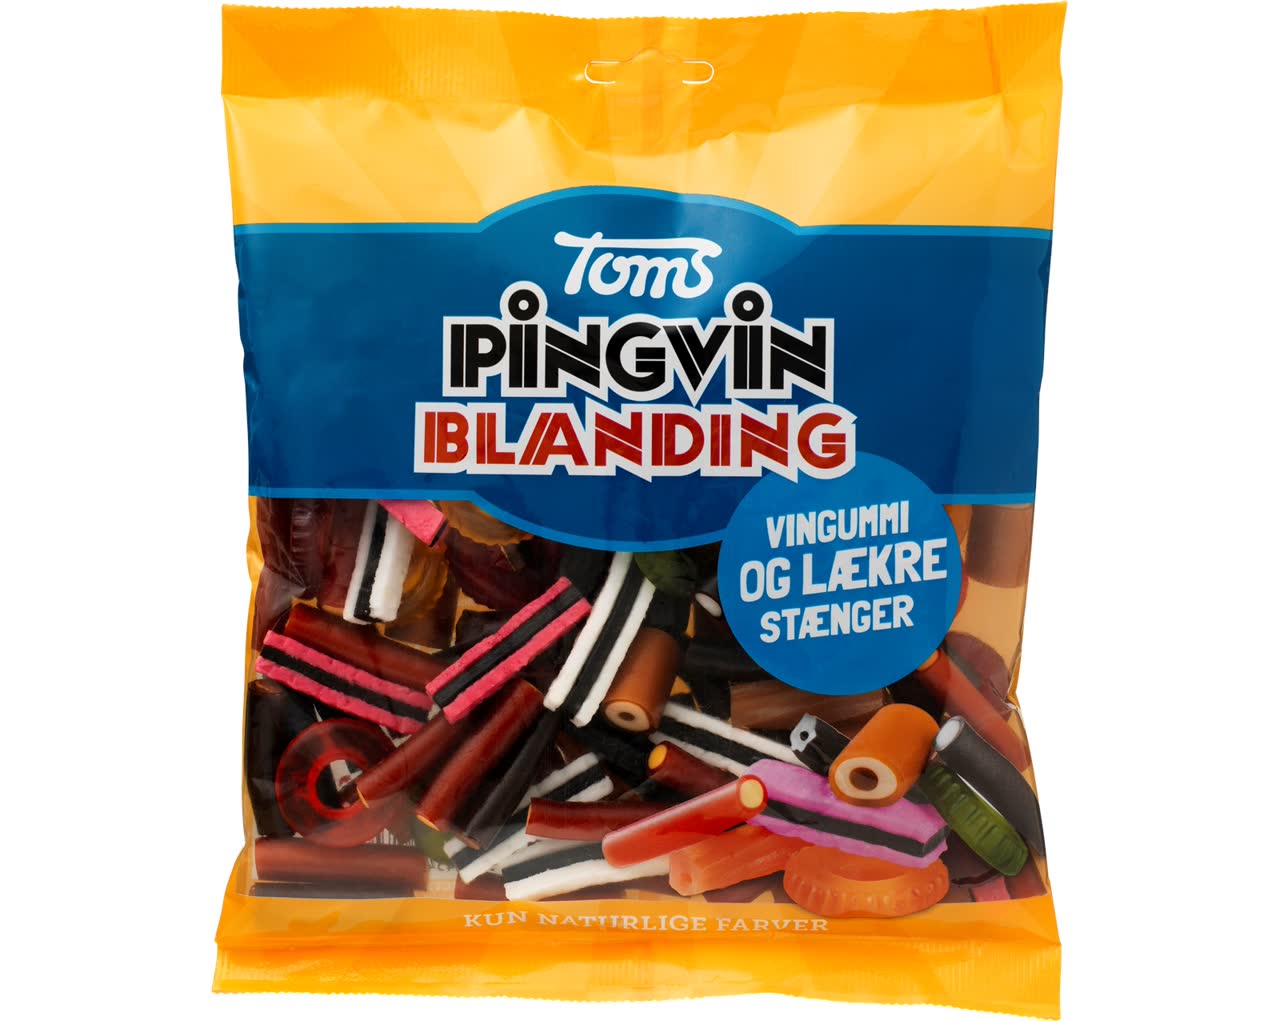 Toms
PINGVIN
BLANDING
VINGUMMI
OG LÆKRE
STÆNGER
KUN NATURLIGE FARVER